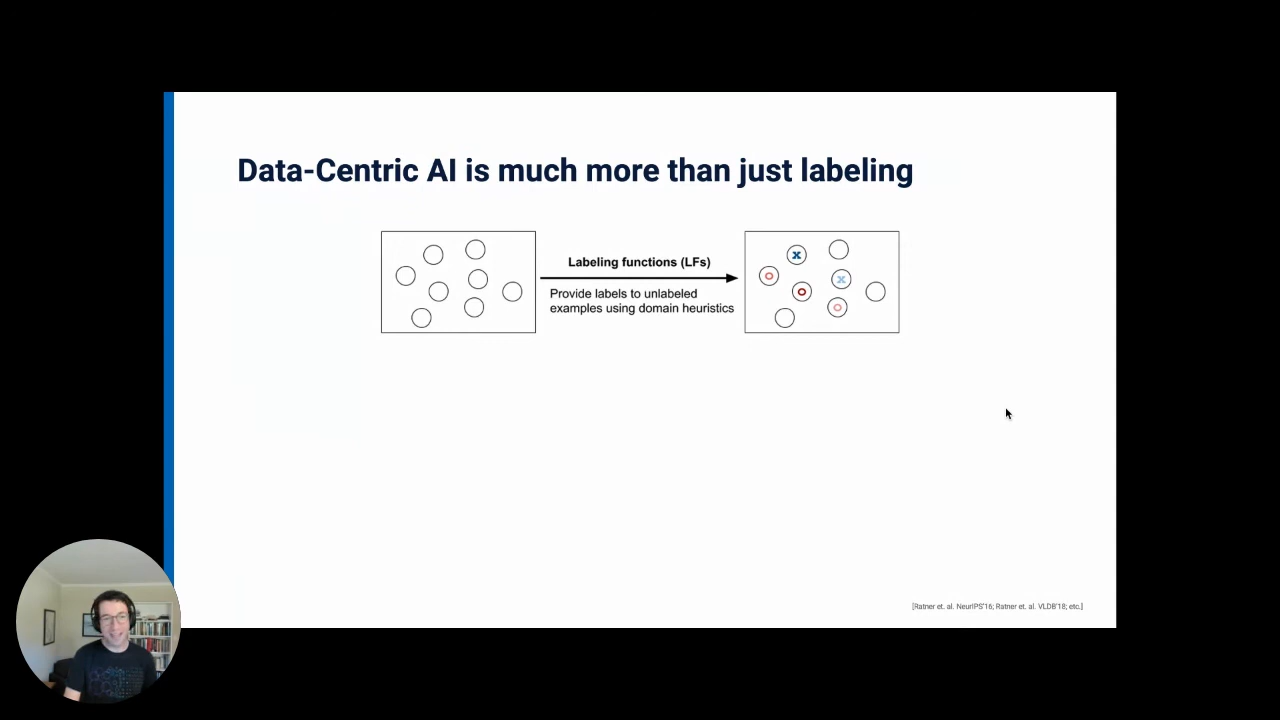 Data-Centric AI is much more than just labeling
Labeling functions (LFs)
Provide labels to unlabeled
examples using domain heuristics
x
o
x
o
o
[Ratner et. al. NeurIPS'16; Ratner et. al. VLDB'18; etc.]